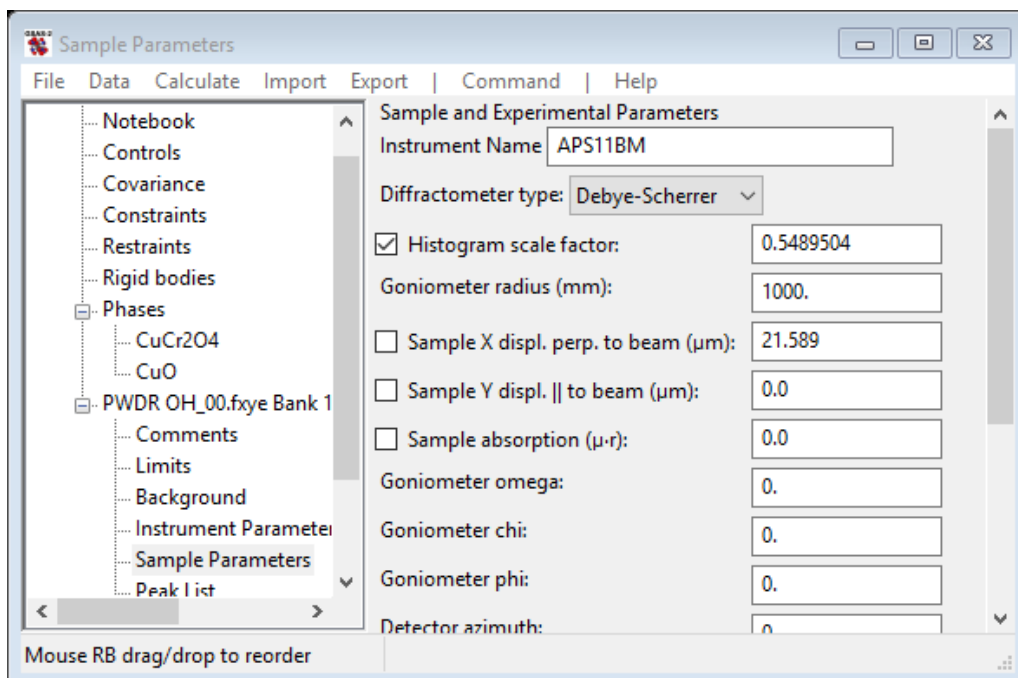 Sample Parameters
File Data Calculate Import Export | Command | Help
Notebook
Controls
Covariance
Constraints
Restraints
Rigid bodies
Phases
CuCr2O4
CuO
PWDR OH_00.fxye Bank 1
Comments
Limits
Background
Instrument Parameter
Sample Parameters
Peak List
Sample and Experimental Parameters
Instrument Name APS11BM
Diffractometer type: Debye-Scherrer
Histogram scale factor: 0.5489504
Goniometer radius (mm): 1000.
Sample X displ. perp. to beam (µm): 21.589
Sample Y displ. || to beam (µm): 0.0
Sample absorption (µ·r): 0.0
Goniometer omega: 0.
Goniometer chi: 0.
Goniometer phi: 0.
Detector azimuth: 0.
Mouse RB drag/drop to reorder